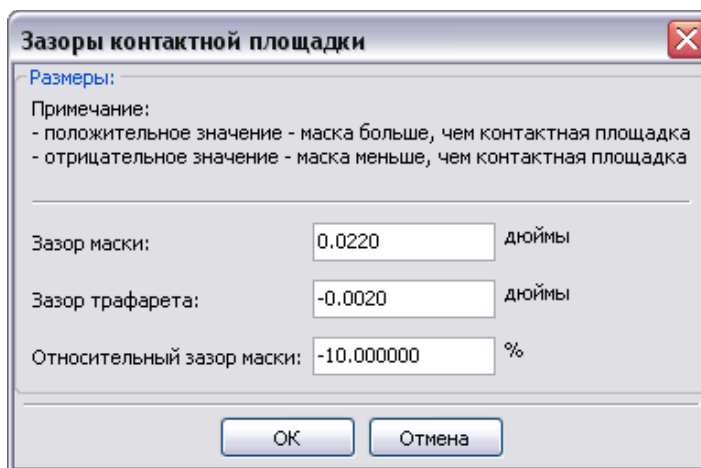 Зазоры контактной площадки
Размеры:
Примечание:
- положительное значение - маска больше, чем контактная площадка
- отрицательное значение - маска меньше, чем контактная площадка
Зазор маски: 0.0220 дюймы
Зазор трафарета: -0.0020 дюймы
Относительный зазор маски: -10.000000 %
OK Отмена